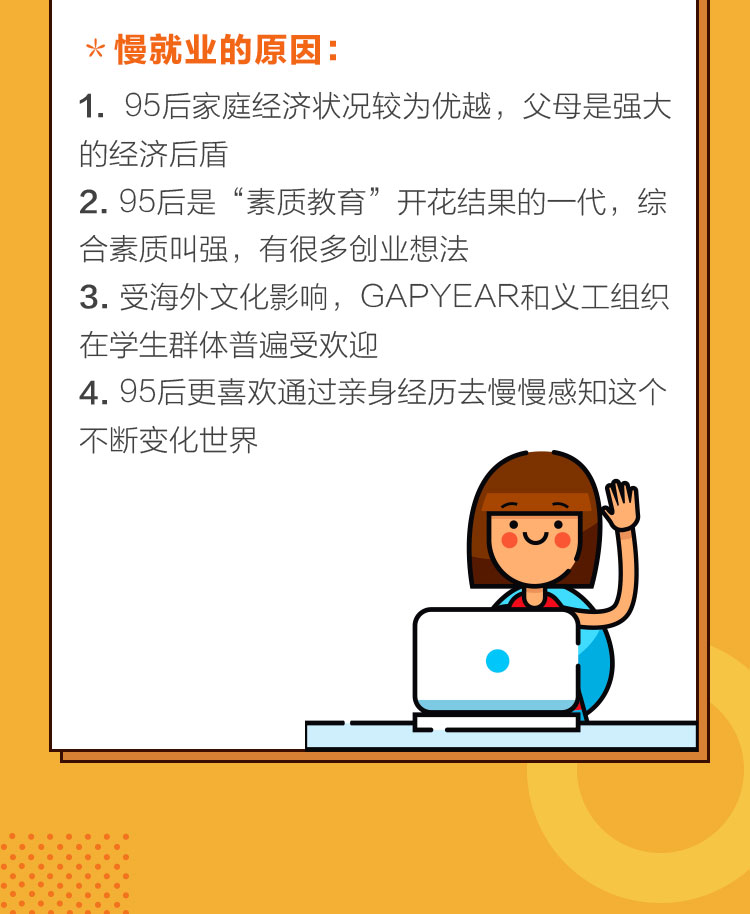 *慢就业的原因：
1. 95后家庭经济状况较为优越，父母是强大
的经济后盾
2. 95后是“素质教育”开花结果的一代，综
合素质叫强，有很多创业想法
3. 受海外文化影响，GAPYEAR和义工组织
在学生群体普遍受欢迎
4. 95后更喜欢通过亲身经历去慢慢感知这个
不断变化世界